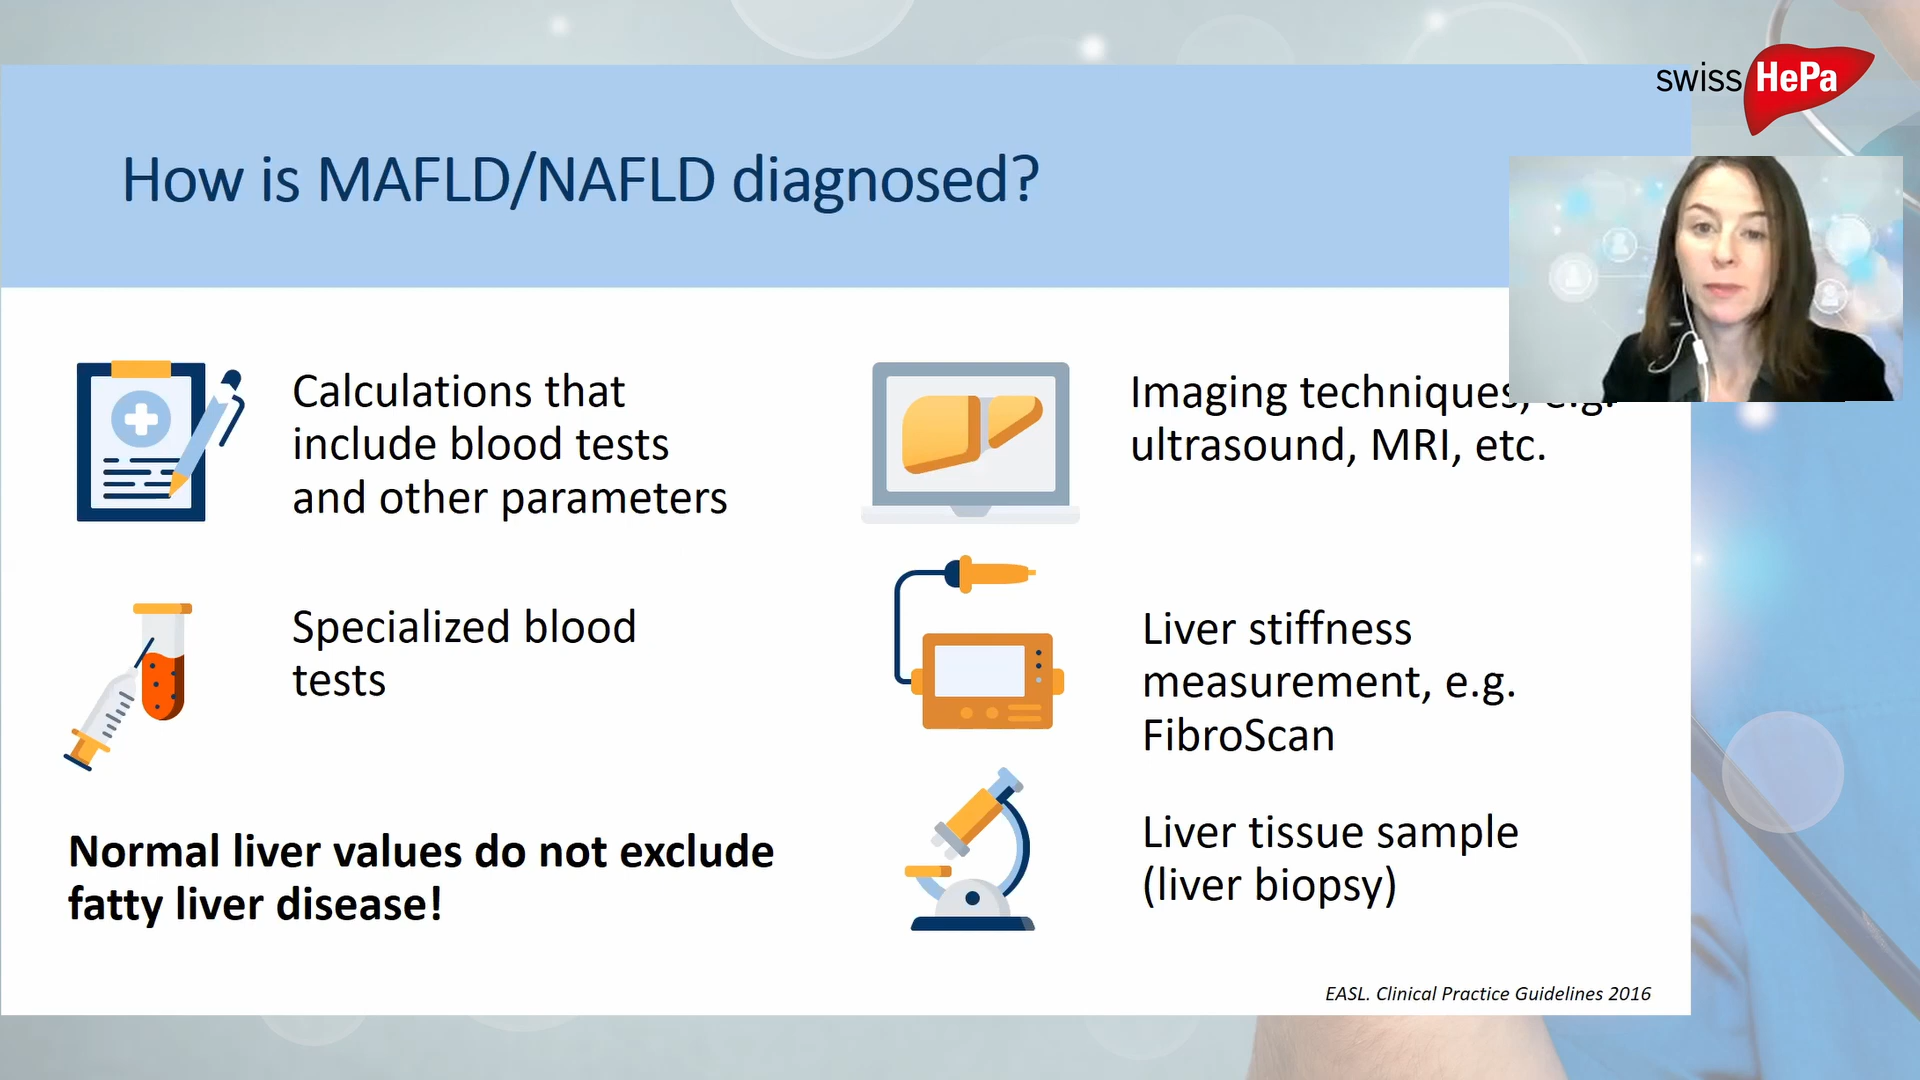 swiss HePa
How is MAFLD/NAFLD diagnosed?
Calculations that
include blood tests
and other parameters
Specialized blood
tests
Normal liver values do not exclude
fatty liver disease!
Imaging techniques, e.g.
ultrasound, MRI, etc.
Liver stiffness
measurement, e.g.
FibroScan
Liver tissue sample
(liver biopsy)
EASL. Clinical Practice Guidelines 2016